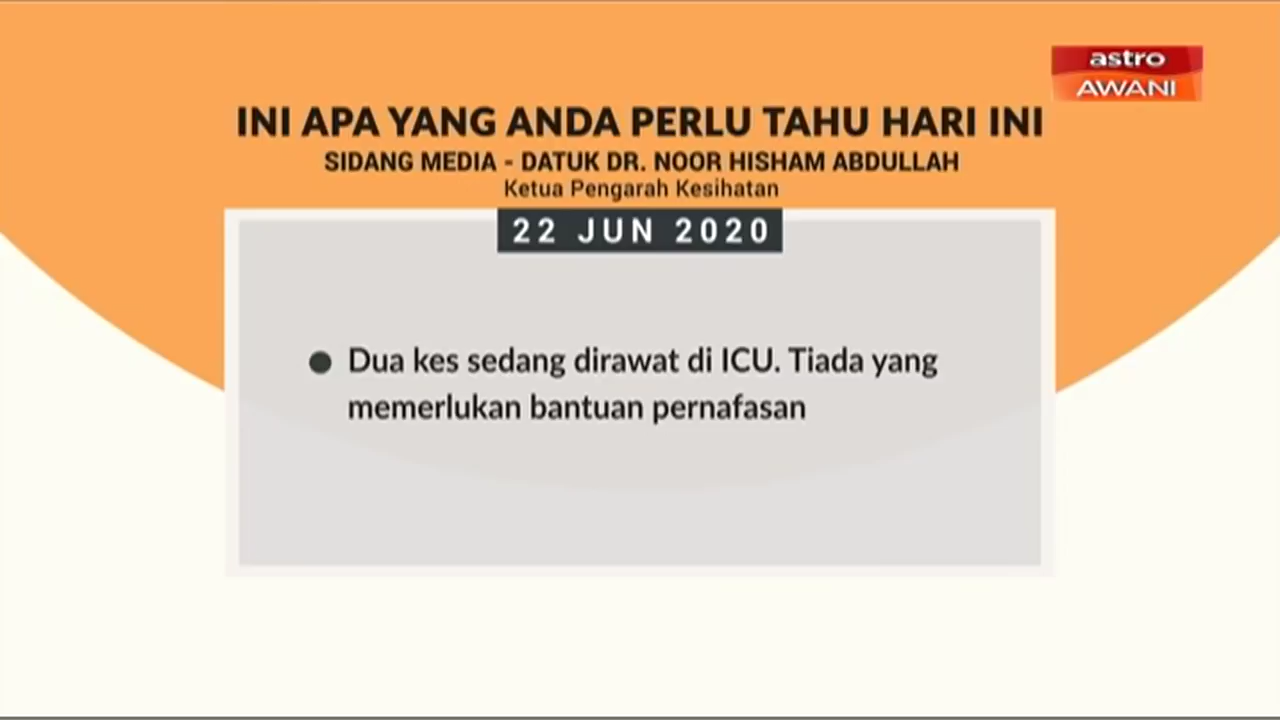 astro
AWANI
INI APA YANG ANDA PERLU TAHU HARI INI
SIDANG MEDIA - DATUK DR. NOOR HISHAM ABDULLAH
Ketua Pengarah Kesihatan
22 JUN 2020
● Dua kes sedang dirawat di ICU. Tiada yang
memerlukan bantuan pernafasan